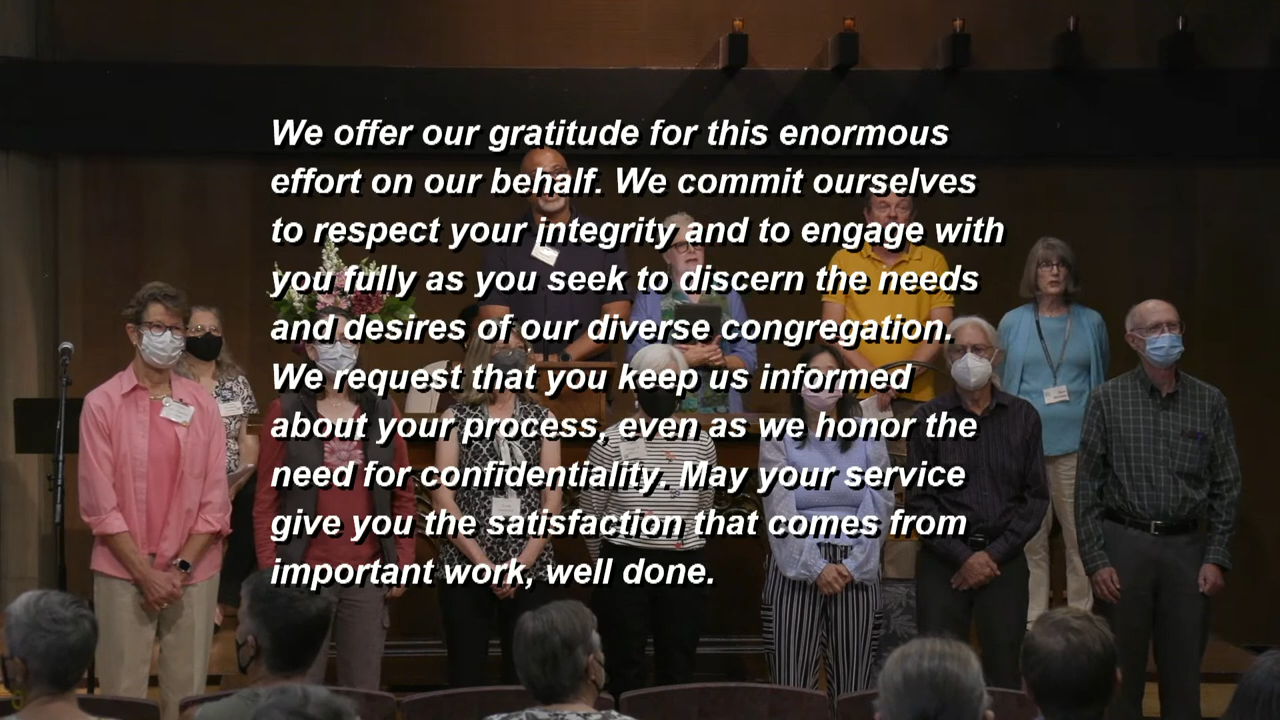 We offer our gratitude for this enormous
effort on our behalf. We commit ourselves
to respect your integrity and to engage with
you fully as you seek to discern the needs
and desires of our diverse congregation.
We request that you keep us informed
about your process, even as we honor the
need for confidentiality. May your service
give you the satisfaction that comes from
important work, well done.